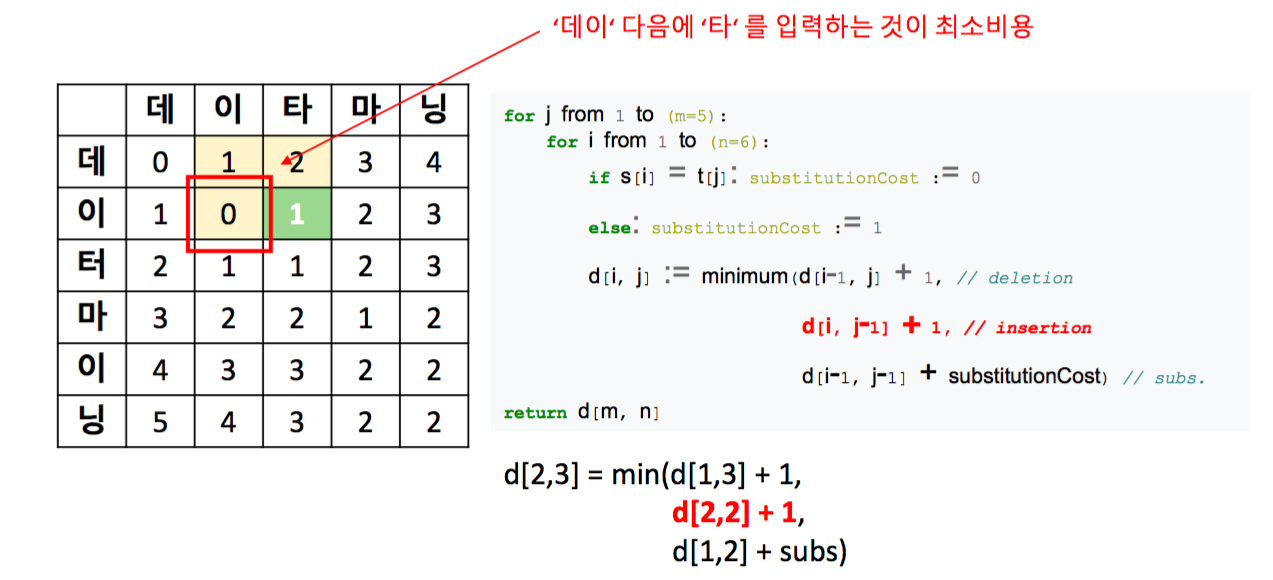 ‘데이‘ 다음에 ‘타‘ 를 입력하는 것이 최소비용
데 이 타 마 닝
데 0 1 2 3 4
이 1 0 1 2 3
터 2 1 1 2 3
마 3 2 2 1 2
이 4 3 3 2 2
닝 5 4 3 2 2
for j from 1 to (m=5):
for i from 1 to (n=6):
if s[i] = t[j]: substitutionCost := 0
else: substitutionCost := 1
d[i, j] := minimum(d[i-1, j] + 1, // deletion
d[i, j-1] + 1, // insertion
d[i-1, j-1] + substitutionCost) // subs.
return d[m, n]
d[2,3] = min(d[1,3] + 1,
d[2,2] + 1,
d[1,2] + subs)